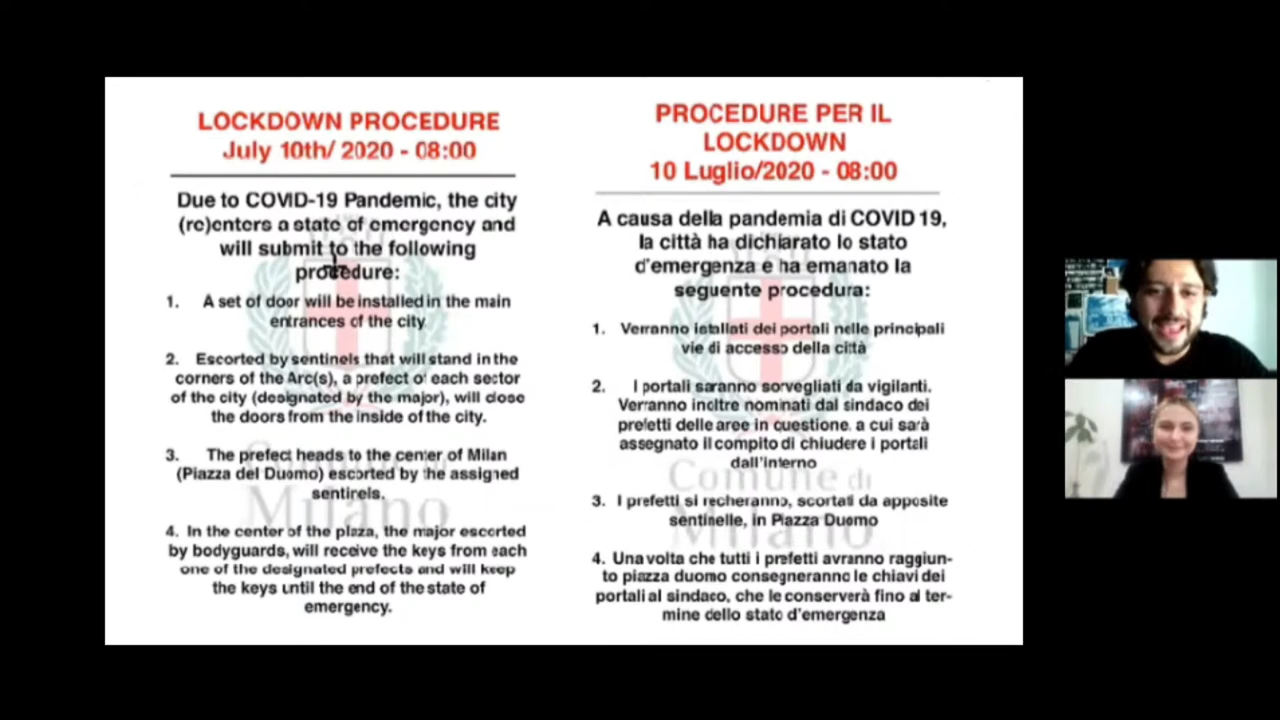 LOCKDOWN PROCEDURE
July 10th/ 2020 - 08:00
Due to COVID-19 Pandemic, the city
(re)enters a state of emergency and
will submit to the following
procedure:
1. A set of door will be installed in the main
entrances of the city
2. Escorted by sentinels that will stand in the
corners of the Arc(s), a prefect of each sector
of the city (designated by the major), will close
the doors from the inside of the city.
3. The prefect heads to the center of Milan
(Piazza del Duomo) escorted by the assigned
sentinels.
4. In the center of the plaza, the major escorted
by bodyguards, will receive the keys from each
one of the designated prefects and will keep
the keys until the end of the state of
emergency.
Comune di
Milano
PROCEDURE PER IL
LOCKDOWN
10 Luglio/2020 - 08:00
A causa della pandemia di COVID 19,
la città ha dichiarato lo stato
d'emergenza e ha emanato la
seguente procedura:
1. Verranno istallati dei portali nelle principali
vie di accesso della città
2. I portali saranno sorvegliati da vigilanti.
Verranno inoltre nominati dal sindaco dei
prefetti delle aree in questione, a cui sarà
assegnato il compito di chiudere i portali
dall'interno
3. I prefetti si recheranno, scortati da apposite
sentinelle, in Piazza Duomo
4. Una volta che tutti i prefetti avranno raggiun-
to piazza duomo consegneranno le chiavi dei
portali al sindaco, che le conserverà fino al ter-
mine dello stato d'emergenza
Comune di
Milano